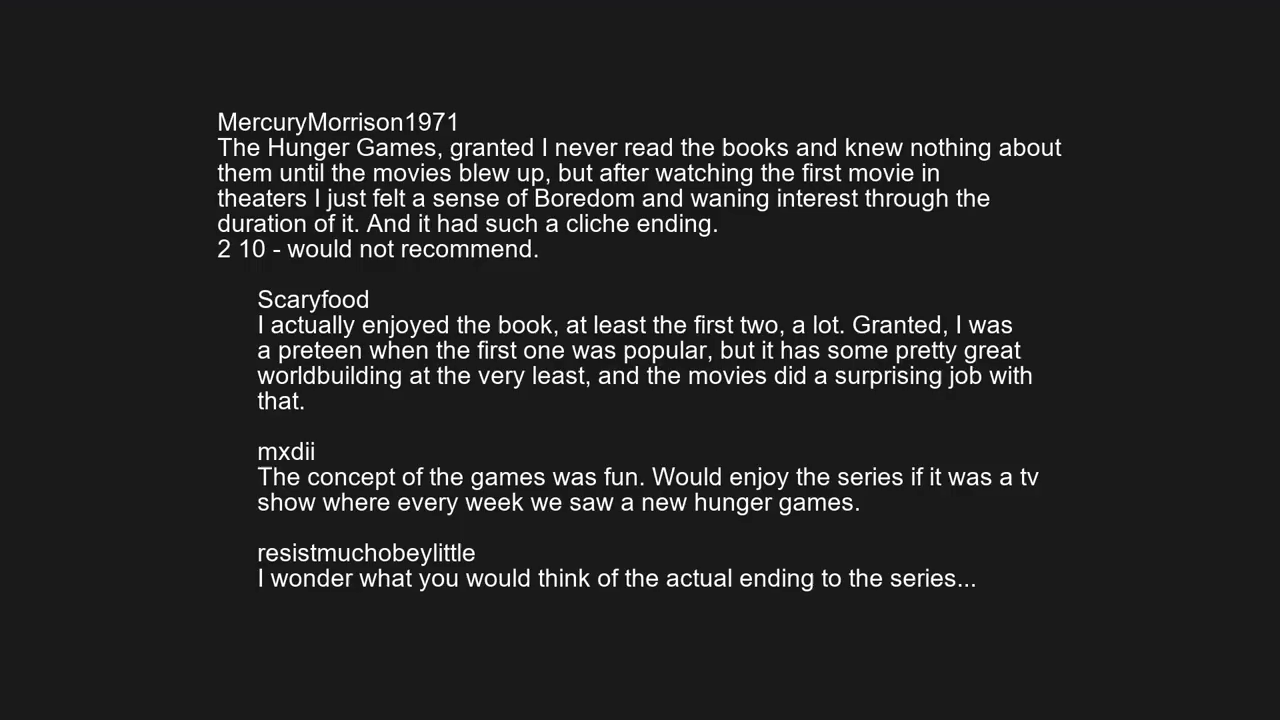 MercuryMorrison1971
The Hunger Games, granted I never read the books and knew nothing about
them until the movies blew up, but after watching the first movie in
theaters I just felt a sense of Boredom and waning interest through the
duration of it. And it had such a cliche ending.
2 10 - would not recommend.
Scaryfood
I actually enjoyed the book, at least the first two, a lot. Granted, I was
a preteen when the first one was popular, but it has some pretty great
worldbuilding at the very least, and the movies did a surprising job with
that.
mxdii
The concept of the games was fun. Would enjoy the series if it was a tv
show where every week we saw a new hunger games.
resistmuchobeylittle
I wonder what you would think of the actual ending to the series...